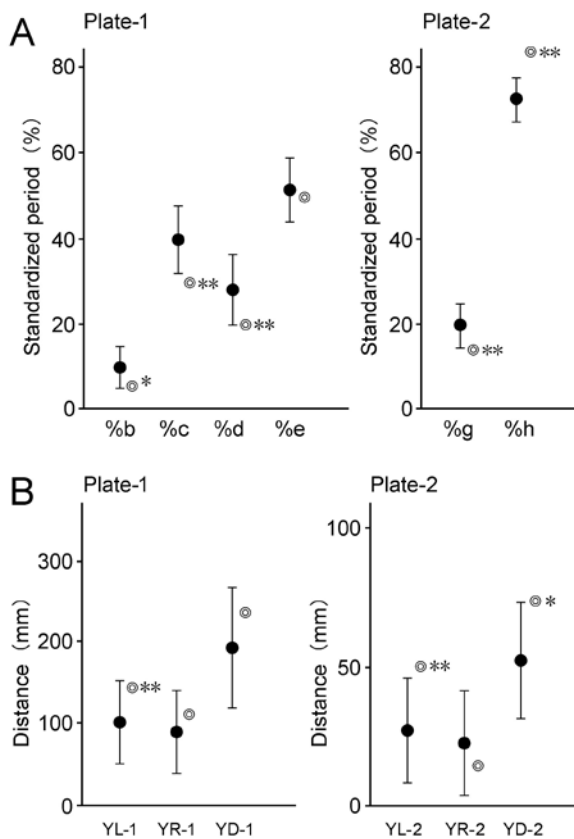 A
Plate-1
Standardized period (%)
80
60
40
20
0
**
**
*
%b %c %d %e
Plate-2
Standardized period (%)
80
60
40
20
0
**
**
%g %h
B
Plate-1
Distance (mm)
300
200
100
0
**
YL-1 YR-1 YD-1
Plate-2
Distance (mm)
100
50
0
*
**
YL-2 YR-2 YD-2